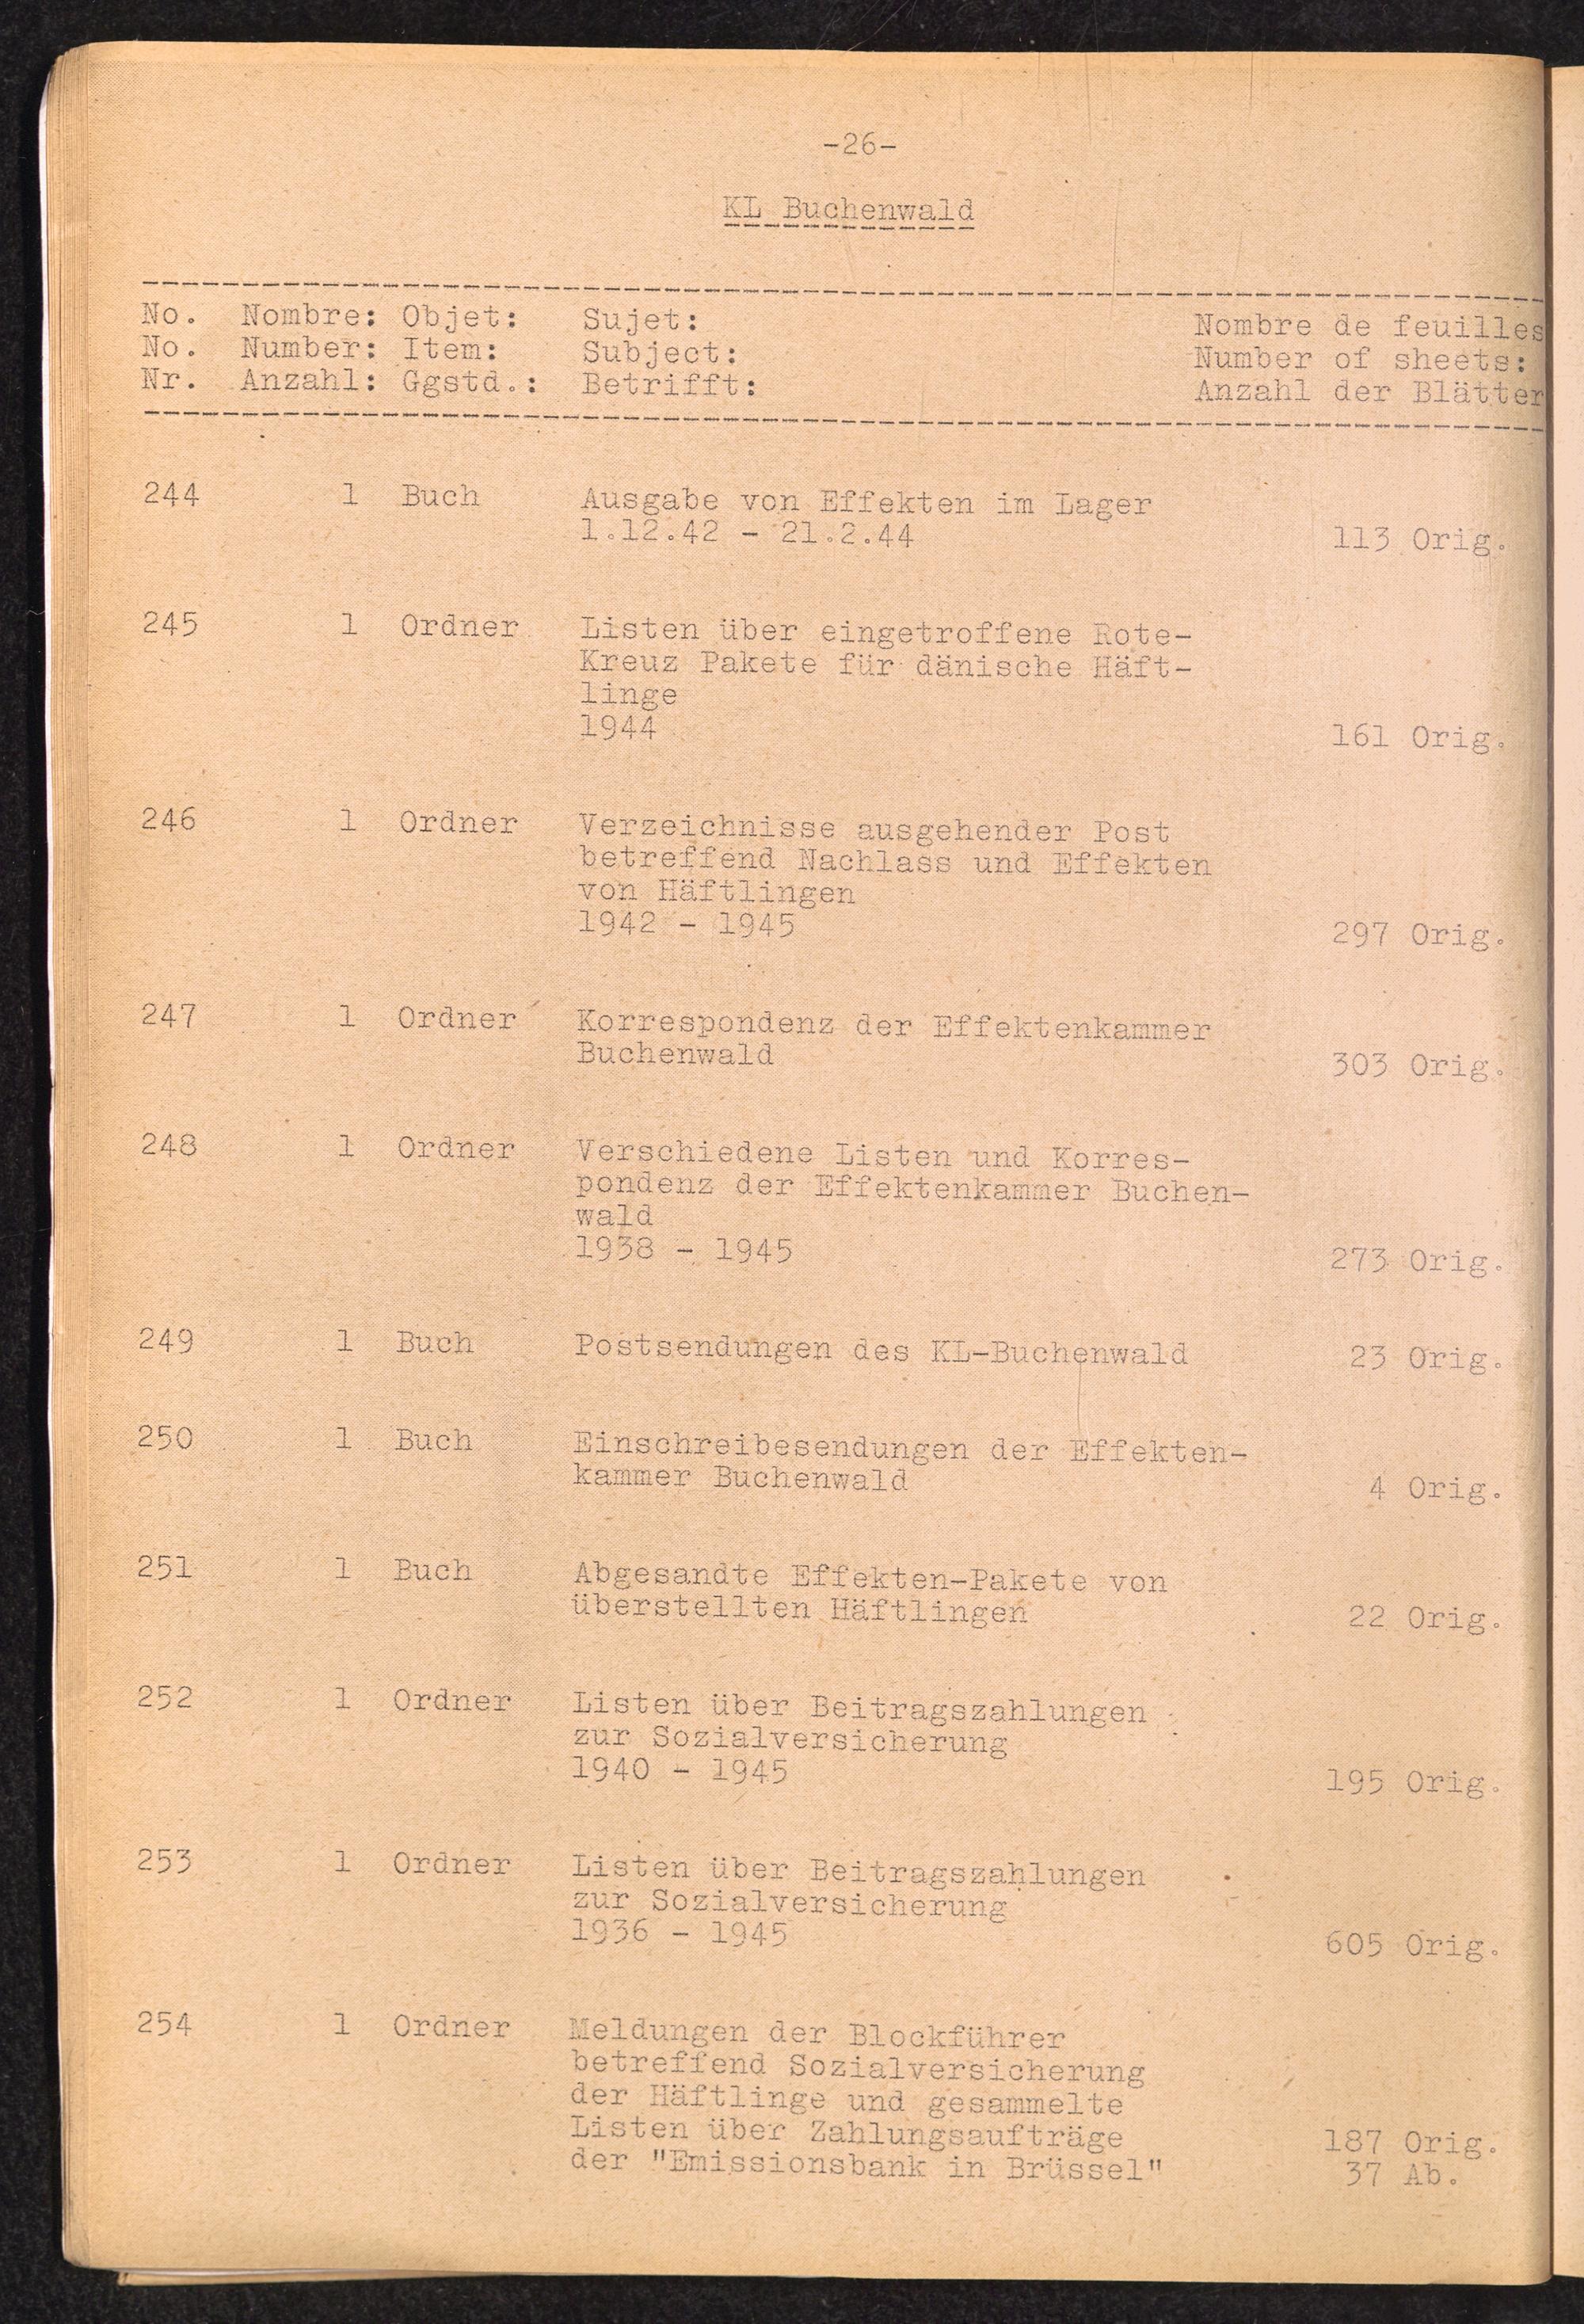 -26-
KL Buchenwald
No. Nombre: Objet: Sujet: Nombre de feuilles
No. Number: Item: Subject: Number of sheets:
Nr. Anzahl: Ggstd.: Betrifft: Anzahl der Blätter
244 1 Buch Ausgabe von Effekten im Lager
1.12.42 - 21.2.44 113 Orig.
245 1 Ordner Listen über eingetroffene Rote-
Kreuz Pakete für dänische Häft-
linge
1944 161 Orig.
246 1 Ordner Verzeichnisse ausgehender Post
betreffend Nachlass und Effekten
von Häftlingen
1942 - 1945 297 Orig.
247 1 Ordner Korrespondenz der Effektenkammer
Buchenwald 303 Orig.
248 1 Ordner Verschiedene Listen und Korres-
pondenz der Effektenkammer Buchen-
wald
1938 - 1945 273 Orig.
249 1 Buch Postsendungen des KL-Buchenwald 23 Orig.
250 1 Buch Einschreibesendungen der Effekten-
kammer Buchenwald 4 Orig.
251 1 Buch Abgesandte Effekten-Pakete von
überstellten Häftlingen 22 Orig.
252 1 Ordner Listen über Beitragszahlungen
zur Sozialversicherung
1940 - 1945 195 Orig.
253 1 Ordner Listen über Beitragszahlungen
zur Sozialversicherung
1936 - 1945 605 Orig.
254 1 Ordner Meldungen der Blockführer
betreffend Sozialversicherung
der Häftlinge und gesammelte
Listen über Zahlungsaufträge 187 Orig.
der "Emissionsbank in Brüssel" 37 Ab.